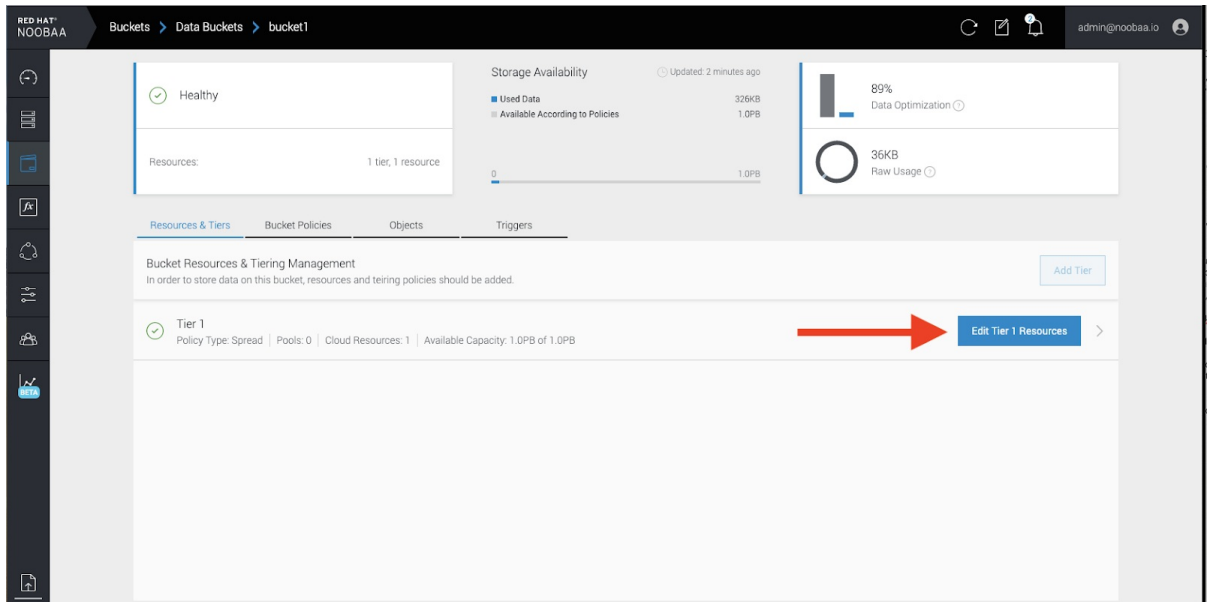 RED HAT®
NOOBAA
Buckets > Data Buckets > bucket1
2
admin@noobaa.io
Healthy
Resources: 1 tier, 1 resource
Storage Availability
Updated: 2 minutes ago
Used Data 326KB
Available According to Policies 1.0PB
0 1.0PB
89%
Data Optimization ?
36KB
Raw Usage ?
Resources & Tiers Bucket Policies Objects Triggers
Bucket Resources & Tiering Management
In order to store data on this bucket, resources and teiring policies should be added.
Add Tier
Tier 1
Policy Type: Spread | Pools: 0 | Cloud Resources: 1 | Available Capacity: 1.0PB of 1.0PB
Edit Tier 1 Resources
fx
BETA